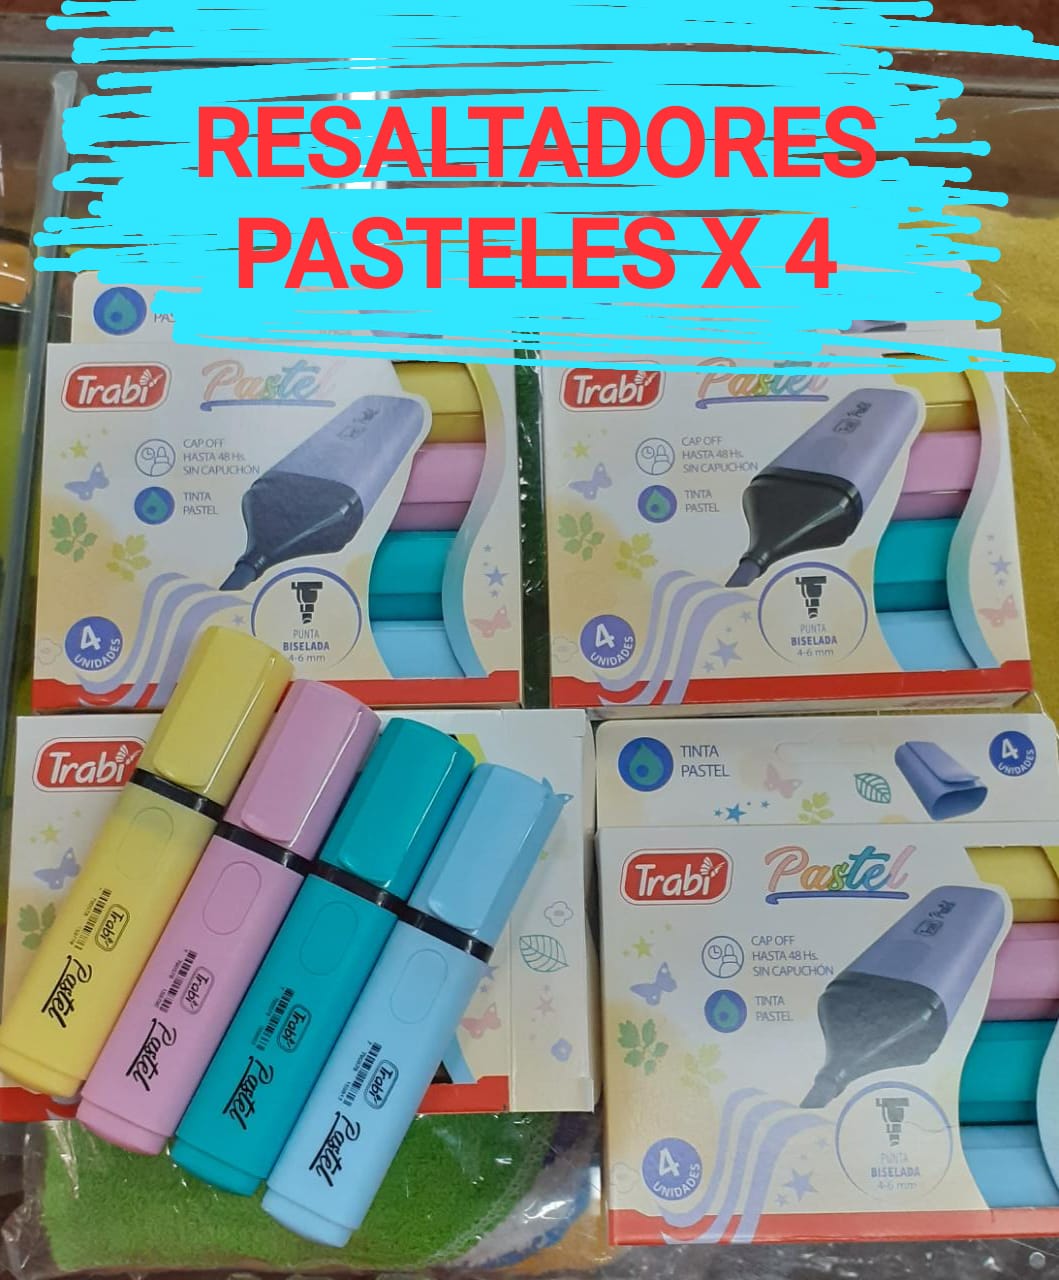 RESALTADORES
PASTELES X 4
Trabi
Pastel
CAP OFF
HASTA 48 Hs.
SIN CAPUCHÓN
TINTA
PASTEL
4
UNIDADES
PUNTA
BISELADA
4-6 mm
Trabi
Pastel
CAP OFF
HASTA 48 Hs.
SIN CAPUCHÓN
TINTA
PASTEL
4
UNIDADES
PUNTA
BISELADA
4-6 mm
Trabi
TINTA
PASTEL
4
UNIDADES
Trabi
Pastel
CAP OFF
HASTA 48 Hs.
SIN CAPUCHÓN
TINTA
PASTEL
4
UNIDADES
PUNTA
BISELADA
4-6 mm
Trabi
Pastel
Trabi
Pastel
Trabi
Pastel
Trabi
Pastel